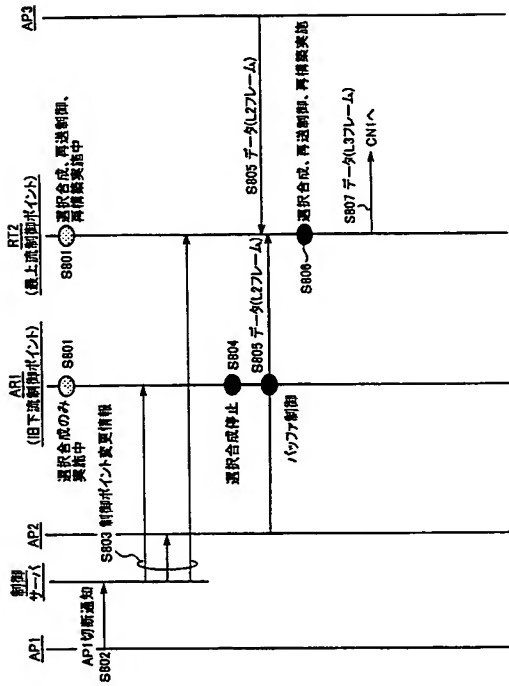 AP1
制御
サーバ
AP2
AR1
(旧下流制御ポイント)
RT2
(最上流制御ポイント)
AP3
選択合成のみ
実施中
S801
S801
選択合成、再送制御、
再構築実施中
AP1切断通知
S802
S803 制御ポイント変更情報
選択合成停止
S804
バッファ制御
S805 データ(L2フレーム)
S805 データ(L2フレーム)
S806
選択合成、再送制御、再構築実施
S807 データ(L3フレーム)
CN1へ